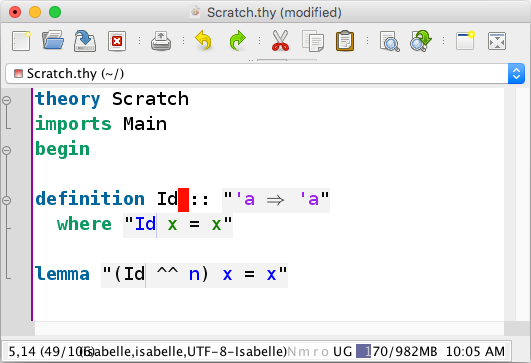 Scratch.thy (modified)
Scratch.thy (~/)
theory Scratch
imports Main
begin
definition Id :: "'a ⇒ 'a"
where "Id x = x"
lemma "(Id ^^ n) x = x"
5,14 (49/106) (isabelle,isabelle,UTF-8-Isabelle) N m r o UG 170/982MB 10:05 AM